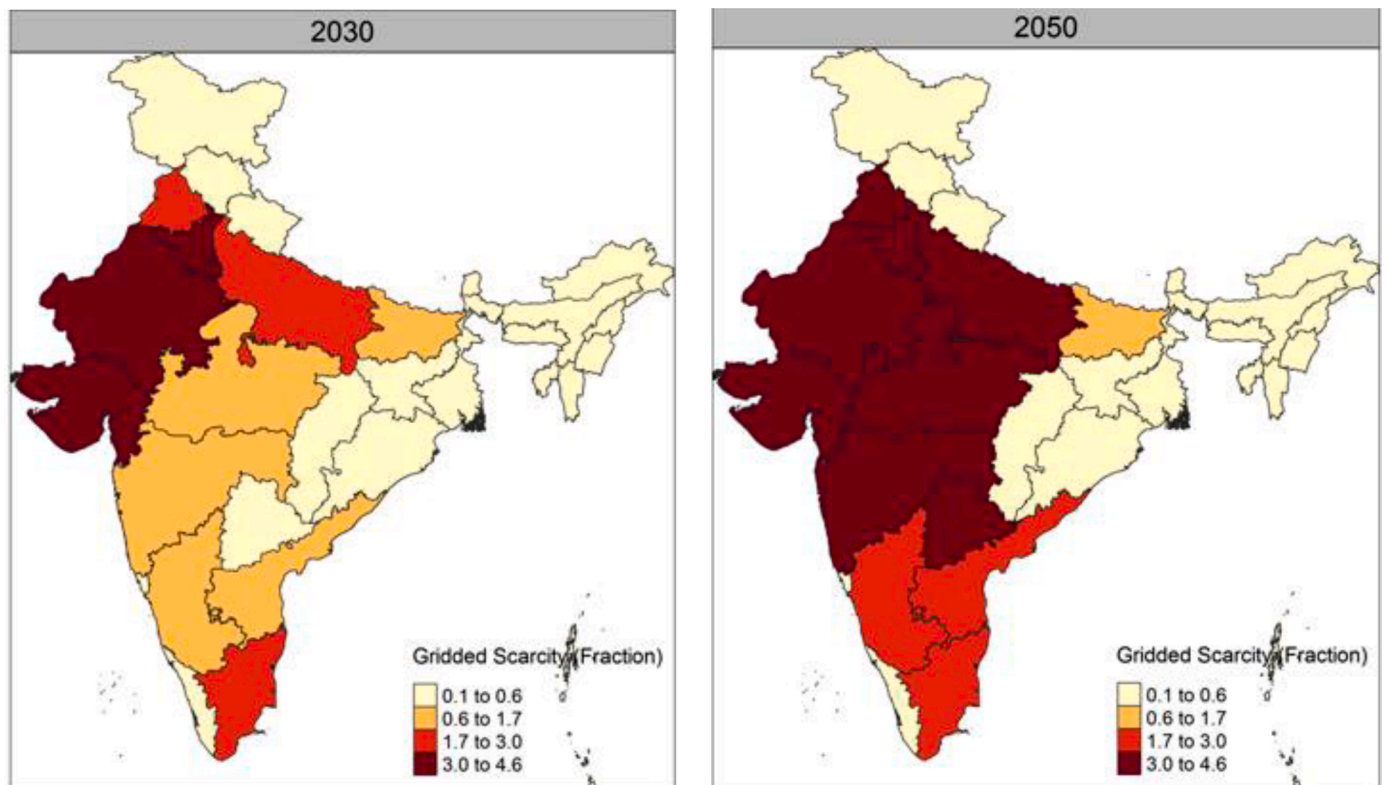 2030
Gridded Scarcity (Fraction)
0.1 to 0.6
0.6 to 1.7
1.7 to 3.0
3.0 to 4.6
2050
Gridded Scarcity (Fraction)
0.1 to 0.6
0.6 to 1.7
1.7 to 3.0
3.0 to 4.6